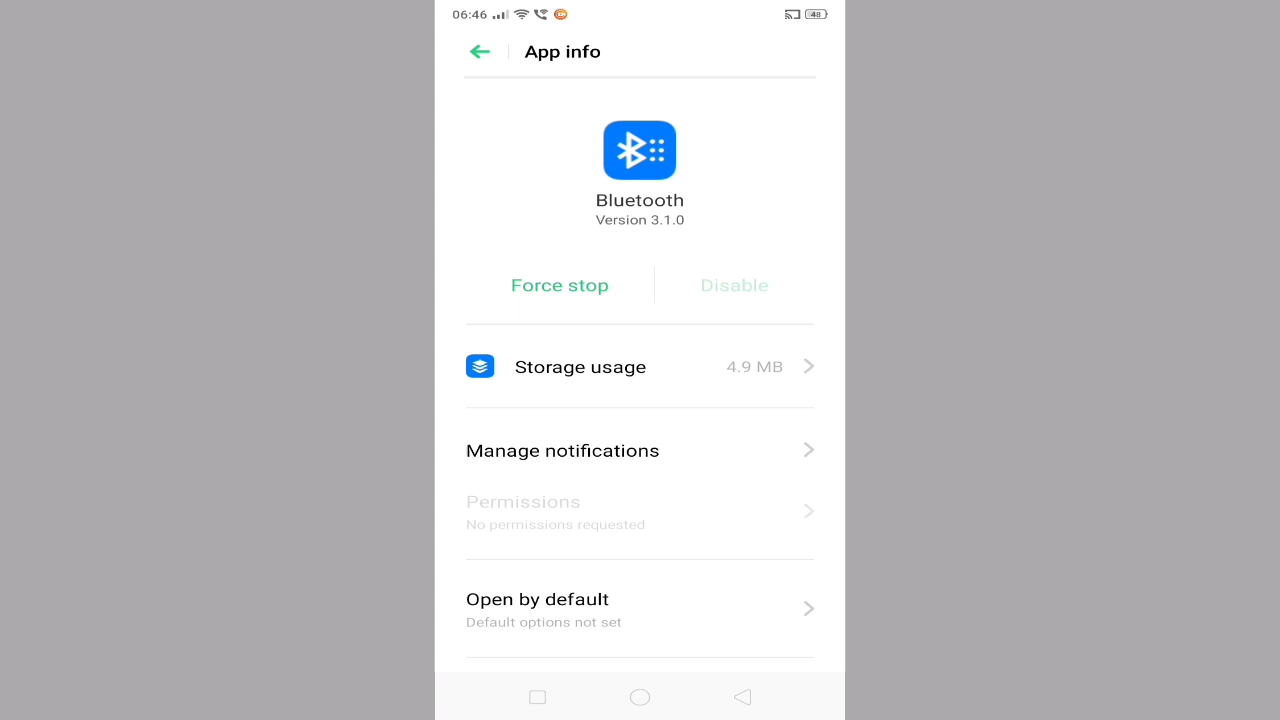 06:46 48
App info
Bluetooth
Version 3.1.0
Force stop Disable
Storage usage 4.9 MB
Manage notifications
Permissions
No permissions requested
Open by default
Default options not set